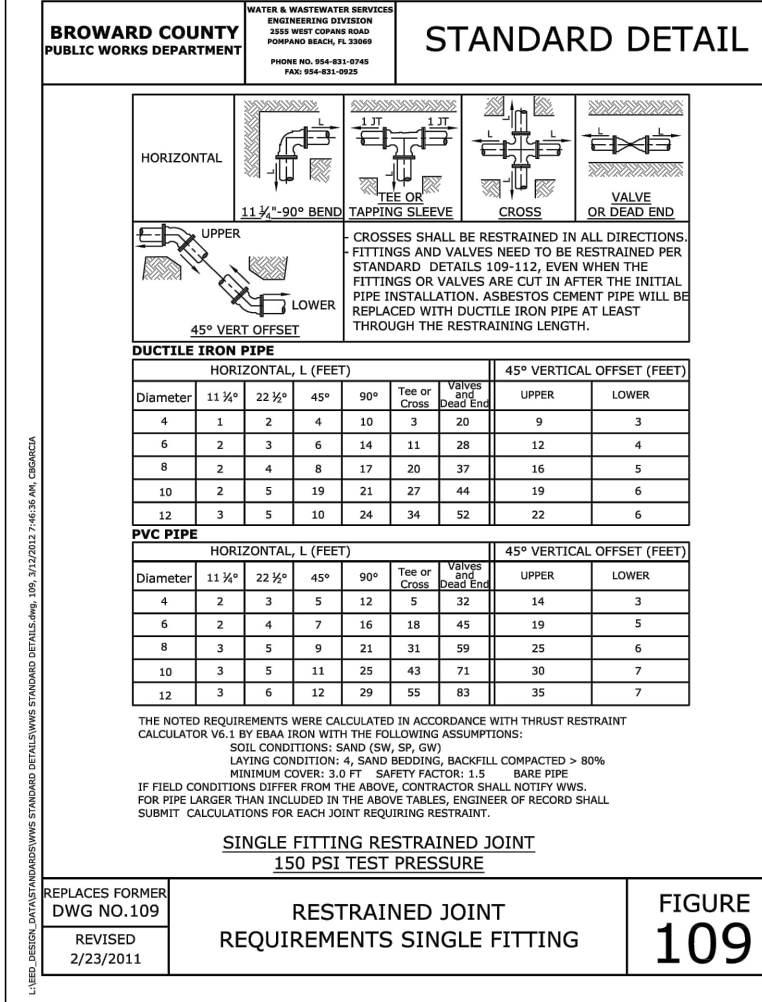 BROWARD COUNTY
PUBLIC WORKS DEPARTMENT
WATER & WASTEWATER SERVICES
ENGINEERING DIVISION
2555 WEST COPANS ROAD
POMPANO BEACH, FL 33069
PHONE NO. 954-831-0745
FAX: 954-831-0925
STANDARD DETAIL
HORIZONTAL
L
L
11 ¼"-90° BEND
1 JT 1 JT
L
TEE OR
TAPPING SLEEVE
L
L L
L
CROSS
L L
VALVE
OR DEAD END
UPPER
LOWER
45° VERT OFFSET
- CROSSES SHALL BE RESTRAINED IN ALL DIRECTIONS.
- FITTINGS AND VALVES NEED TO BE RESTRAINED PER
STANDARD DETAILS 109-112, EVEN WHEN THE
FITTINGS OR VALVES ARE CUT IN AFTER THE INITIAL
PIPE INSTALLATION. ASBESTOS CEMENT PIPE WILL BE
REPLACED WITH DUCTILE IRON PIPE AT LEAST
THROUGH THE RESTRAINING LENGTH.
DUCTILE IRON PIPE
HORIZONTAL, L (FEET) 45° VERTICAL OFFSET (FEET)
Diameter 11 ¼° 22 ½° 45° 90° Tee or Cross Valves and Dead End UPPER LOWER
4 1 2 4 10 3 20 9 3
6 2 3 6 14 11 28 12 4
8 2 4 8 17 20 37 16 5
10 2 5 19 21 27 44 19 6
12 3 5 10 24 34 52 22 6
PVC PIPE
HORIZONTAL, L (FEET) 45° VERTICAL OFFSET (FEET)
Diameter 11 ¼° 22 ½° 45° 90° Tee or Cross Valves and Dead End UPPER LOWER
4 2 3 5 12 5 32 14 3
6 2 4 7 16 18 45 19 5
8 3 5 9 21 31 59 25 6
10 3 5 11 25 43 71 30 7
12 3 6 12 29 55 83 35 7
THE NOTED REQUIREMENTS WERE CALCULATED IN ACCORDANCE WITH THRUST RESTRAINT
CALCULATOR V6.1 BY EBAA IRON WITH THE FOLLOWING ASSUMPTIONS:
SOIL CONDITIONS: SAND (SW, SP, GW)
LAYING CONDITION: 4, SAND BEDDING, BACKFILL COMPACTED > 80%
MINIMUM COVER: 3.0 FT SAFETY FACTOR: 1.5 BARE PIPE
IF FIELD CONDITIONS DIFFER FROM THE ABOVE, CONTRACTOR SHALL NOTIFY WWS.
FOR PIPE LARGER THAN INCLUDED IN THE ABOVE TABLES, ENGINEER OF RECORD SHALL
SUBMIT CALCULATIONS FOR EACH JOINT REQUIRING RESTRAINT.
SINGLE FITTING RESTRAINED JOINT
150 PSI TEST PRESSURE
REPLACES FORMER
DWG NO.109
REVISED
2/23/2011
RESTRAINED JOINT
REQUIREMENTS SINGLE FITTING
FIGURE
109
L:\EED_DESIGN_DATA\STANDARDS\WWS STANDARD DETAILS\WWS STANDARD DETAILS.dwg, 109, 3/12/2012 7:46:36 AM, CBGARCIA